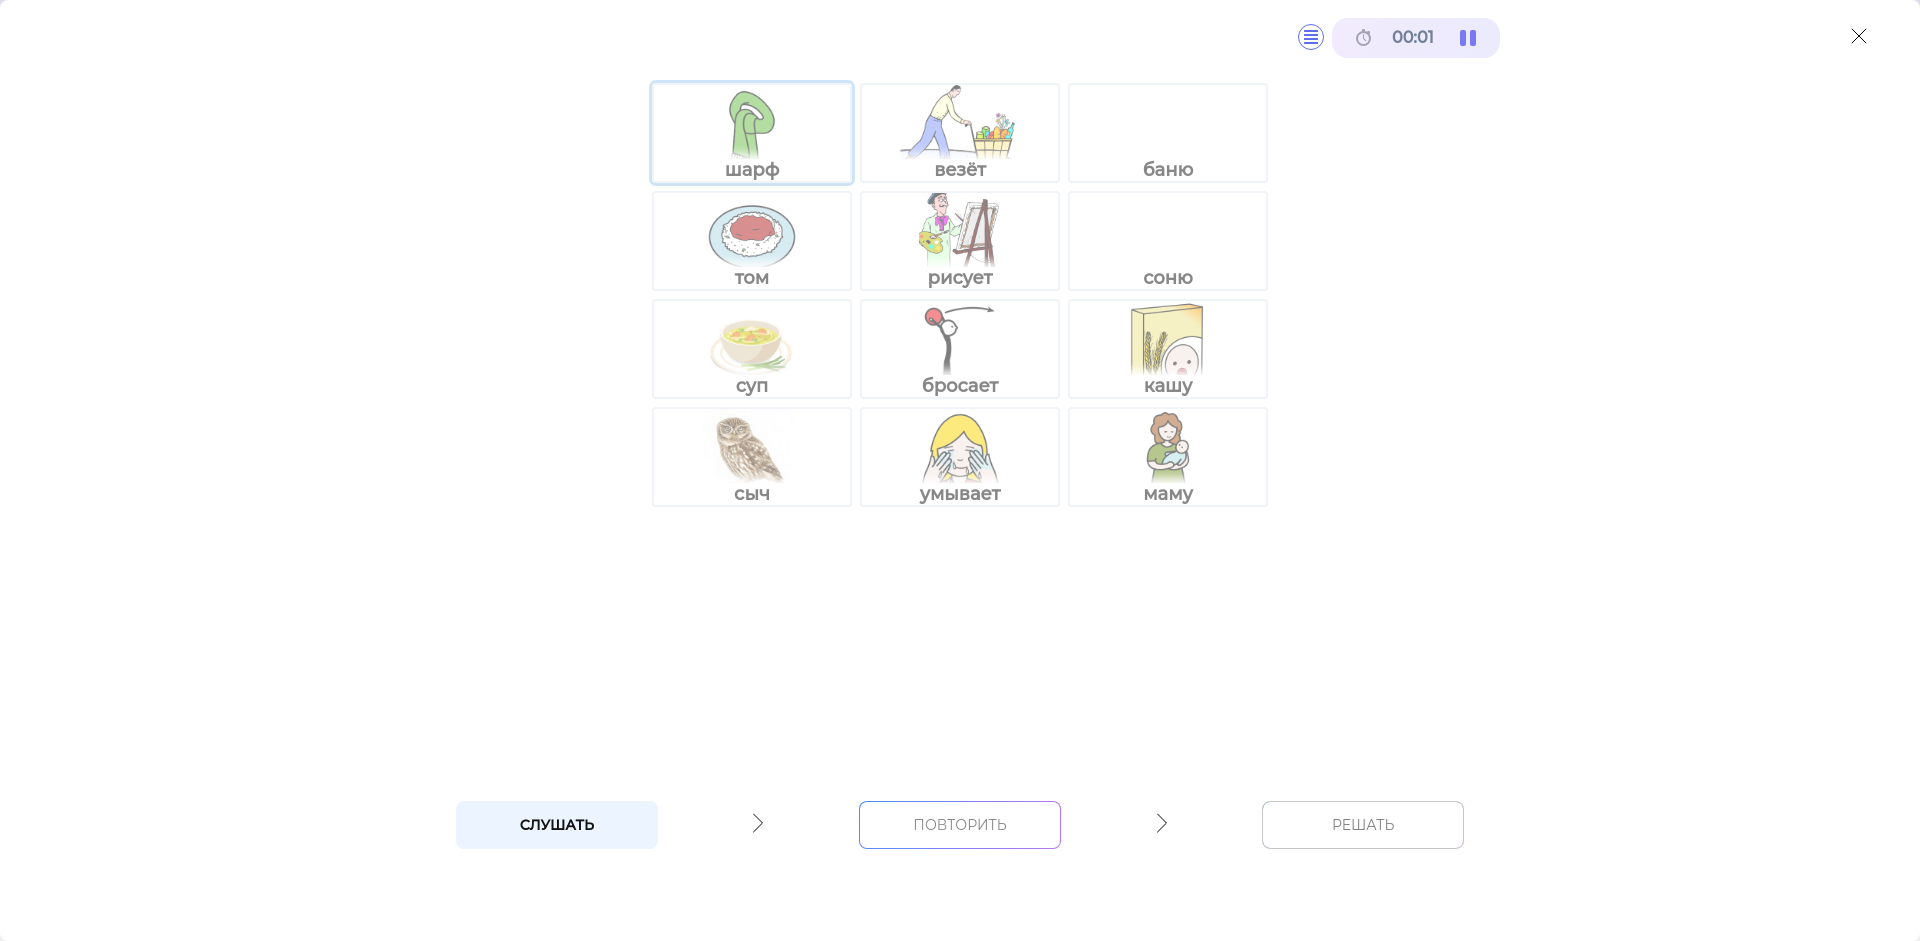 00:01
шарф
везёт
баню
том
рисует
соню
суп
бросает
кашу
сыч
умывает
маму
СЛУШАТЬ
ПОВТОРИТЬ
РЕШАТЬ